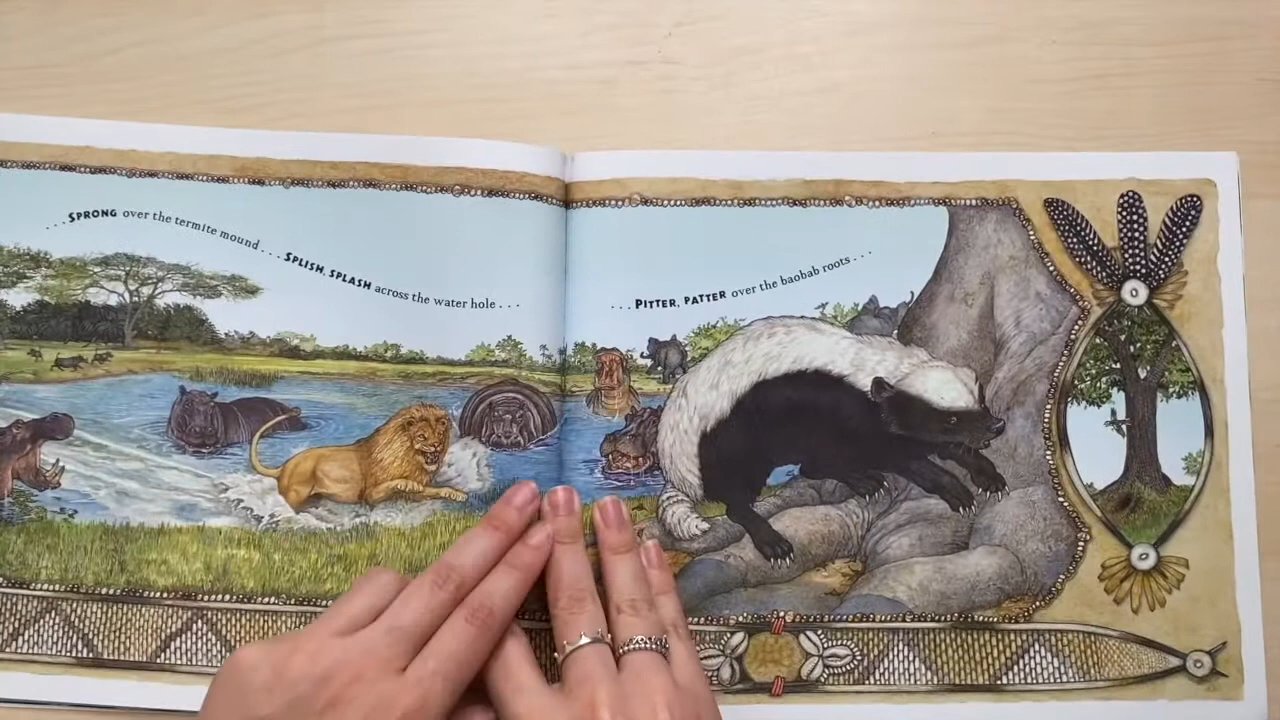 . . . SPRONG over the termite mound . . . SPLISH, SPLASH across the water hole . . .
. . . PITTER, PATTER over the baobab roots . . .